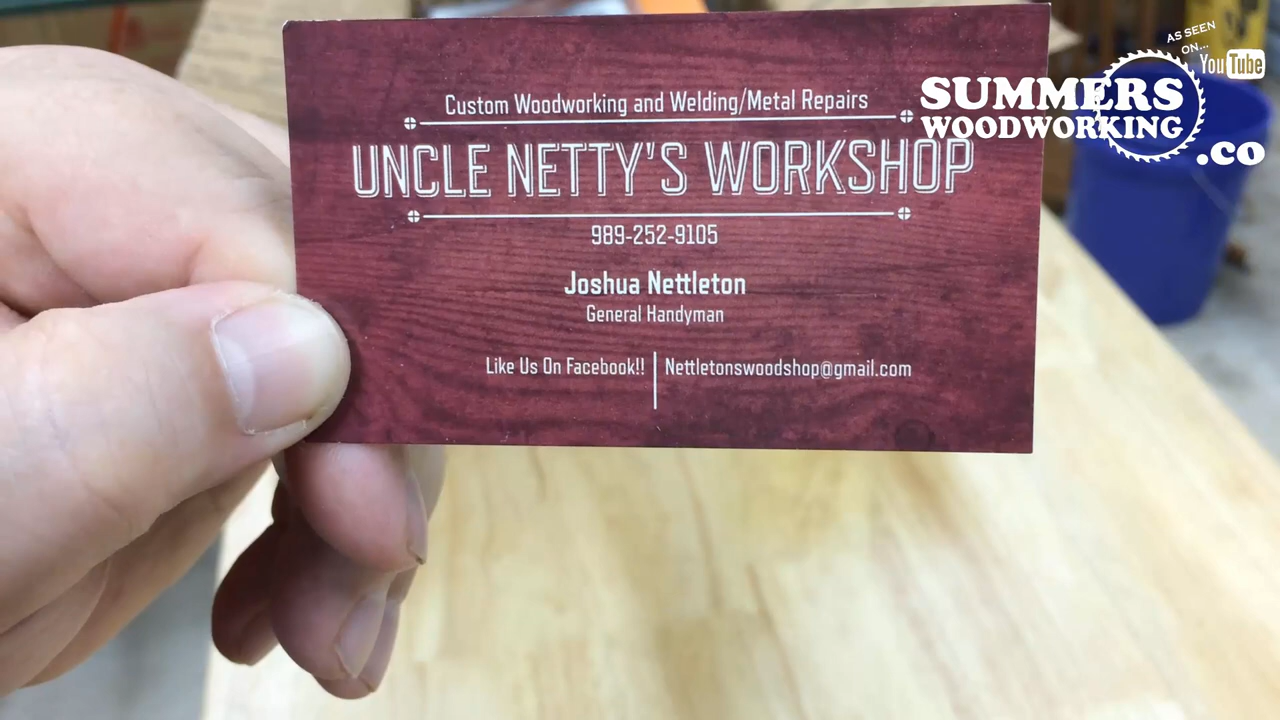 AS SEEN
ON...
YouTube
SUMMERS
WOODWORKING
.co
Custom Woodworking and Welding/Metal Repairs
UNCLE NETTY'S WORKSHOP
989-252-9105
Joshua Nettleton
General Handyman
Like Us On Facebook!! Nettletonswoodshop@gmail.com